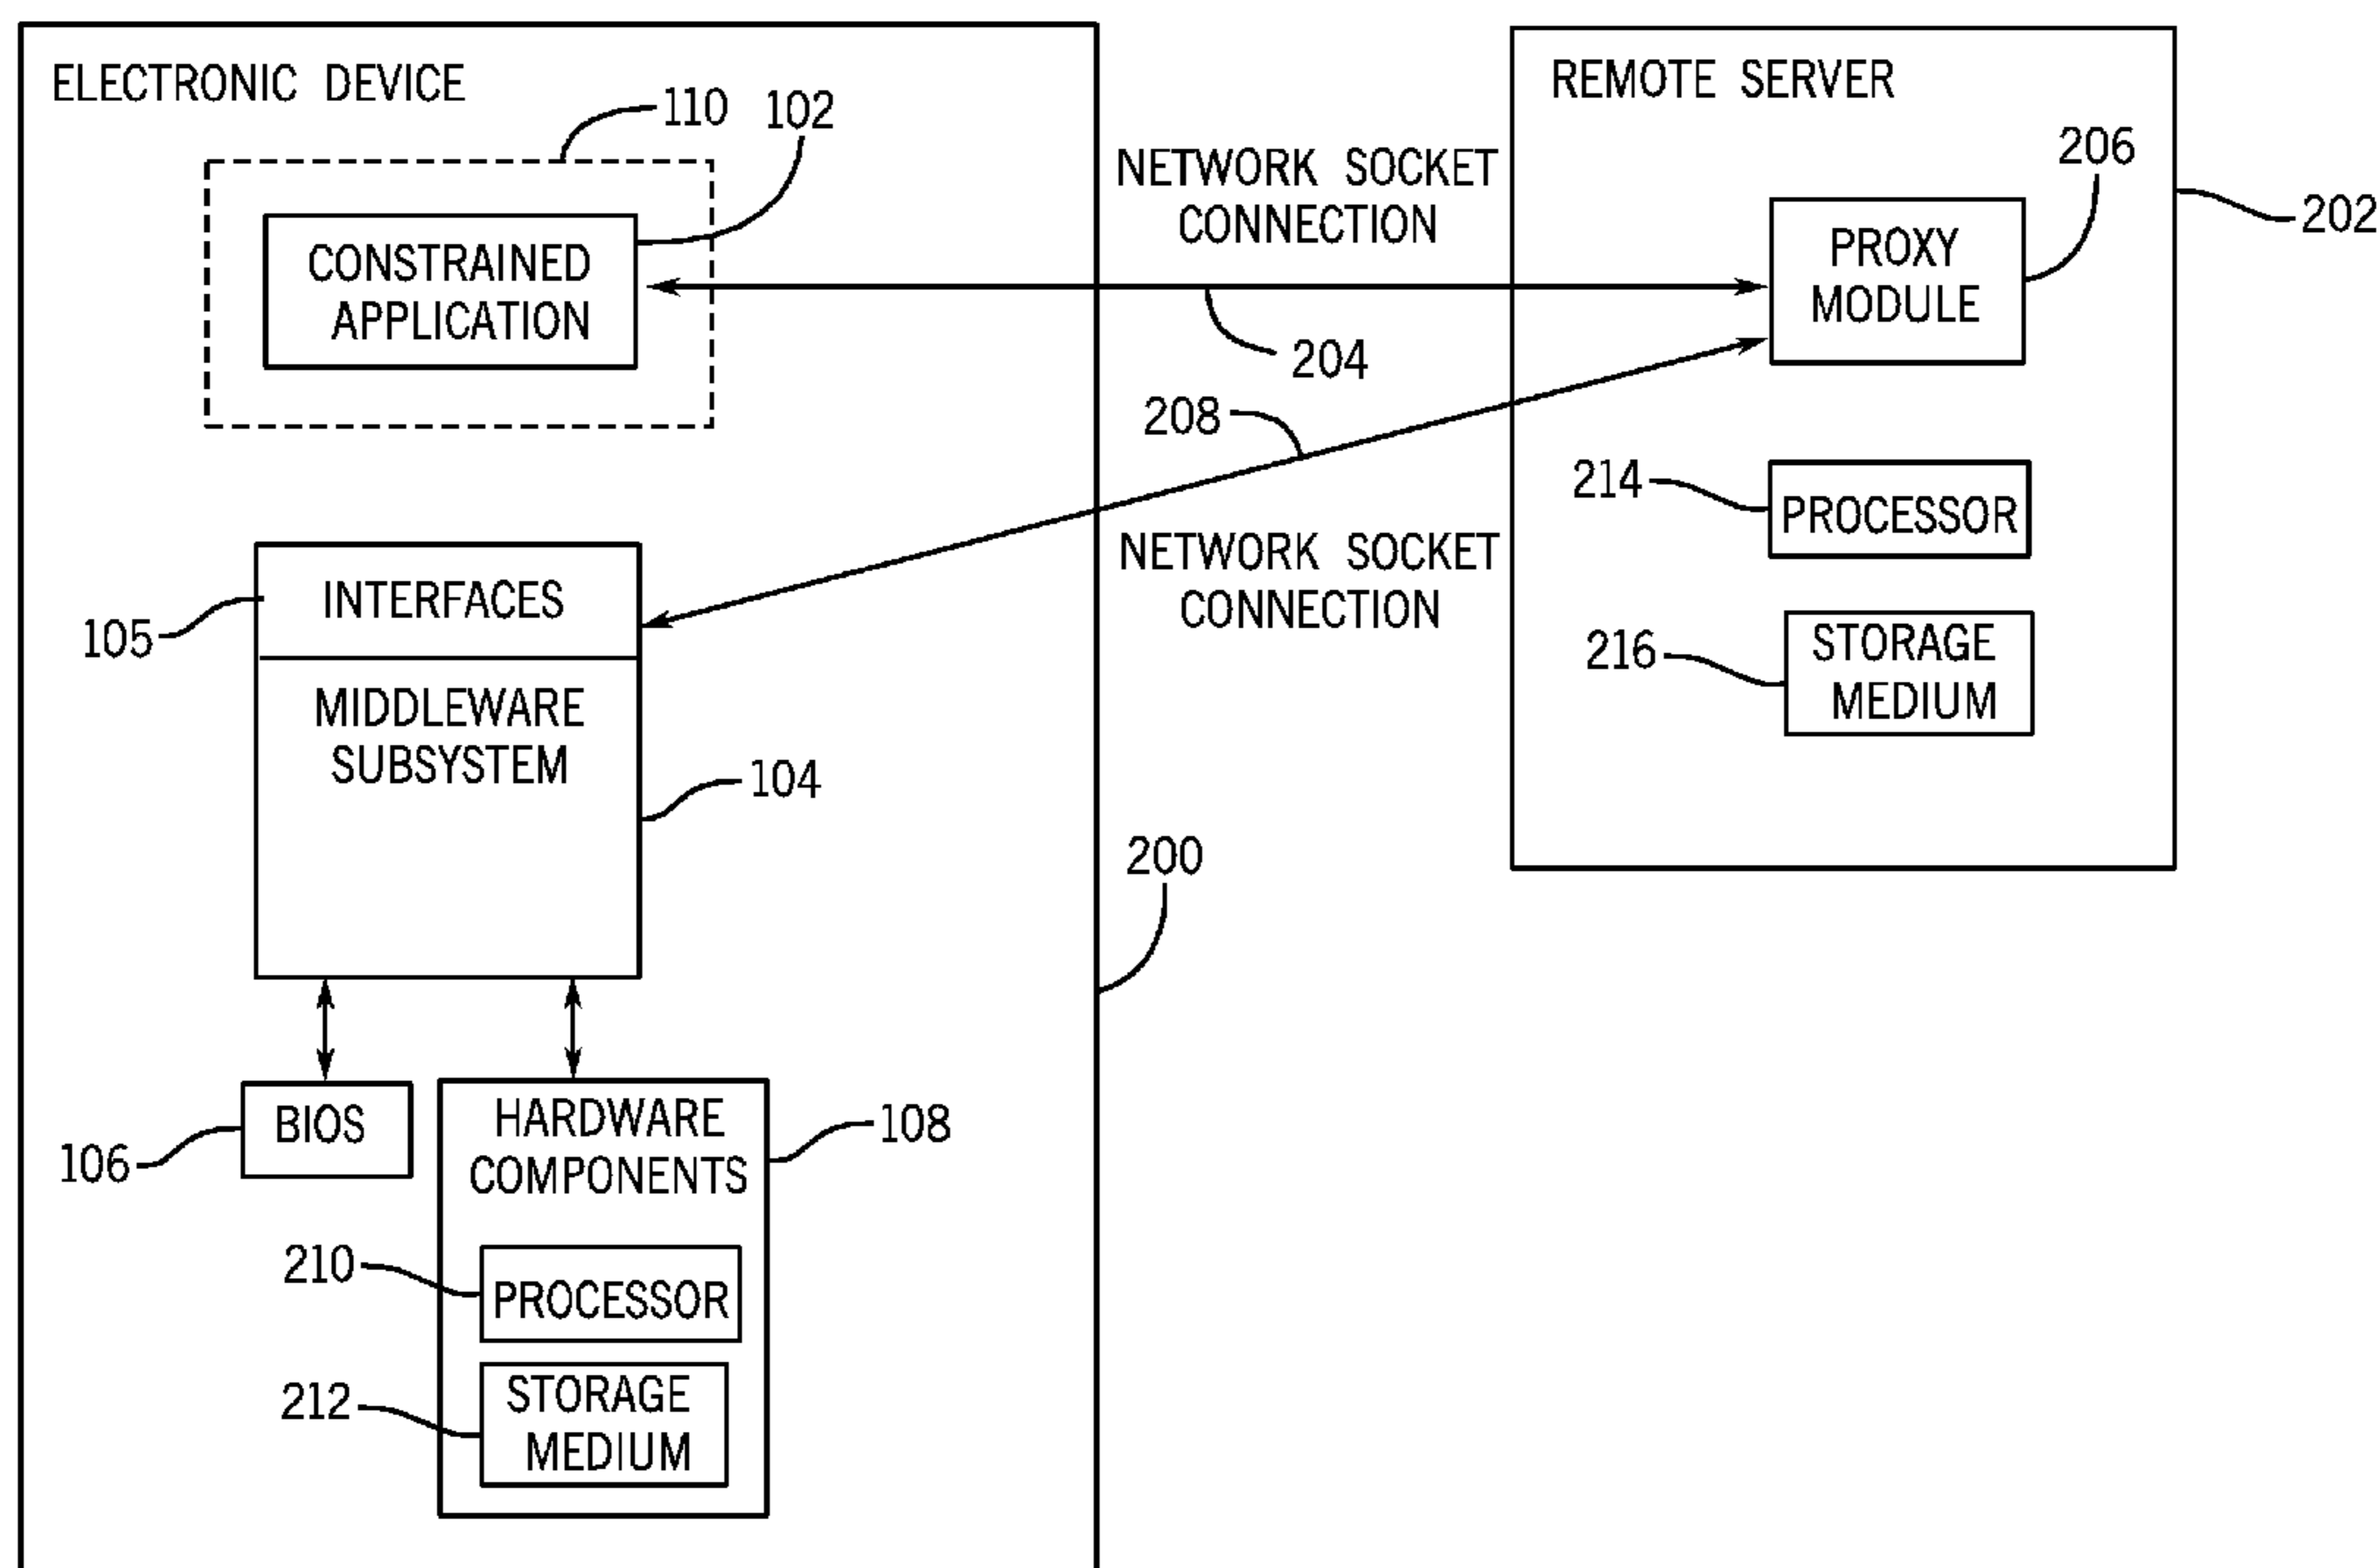 ELECTRONIC DEVICE
110
102
CONSTRAINED
APPLICATION
NETWORK SOCKET
CONNECTION
204
208
REMOTE SERVER
206
202
PROXY
MODULE
214
PROCESSOR
216
STORAGE
MEDIUM
NETWORK SOCKET
CONNECTION
105
INTERFACES
MIDDLEWARE
SUBSYSTEM
104
200
106
BIOS
HARDWARE
COMPONENTS
108
210
PROCESSOR
212
STORAGE
MEDIUM